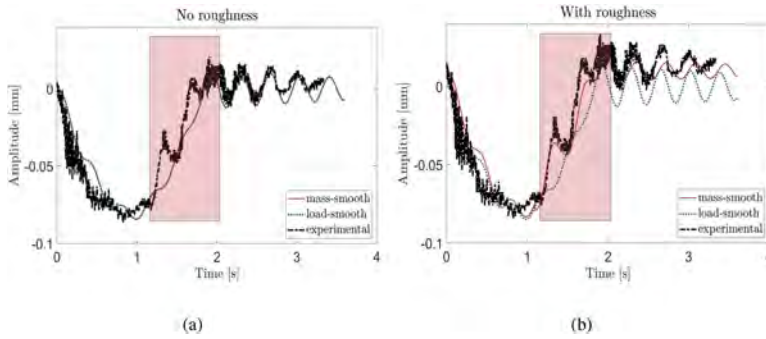 No roughness
Amplitude [mm]
0
-0.05
-0.1
mass-smooth
load-smooth
experimental
0
1
2
3
4
Time [s]
(a)
With roughness
Amplitude [mm]
0
-0.05
-0.1
mass-smooth
load-smooth
experimental
0
1
2
3
Time [s]
(b)